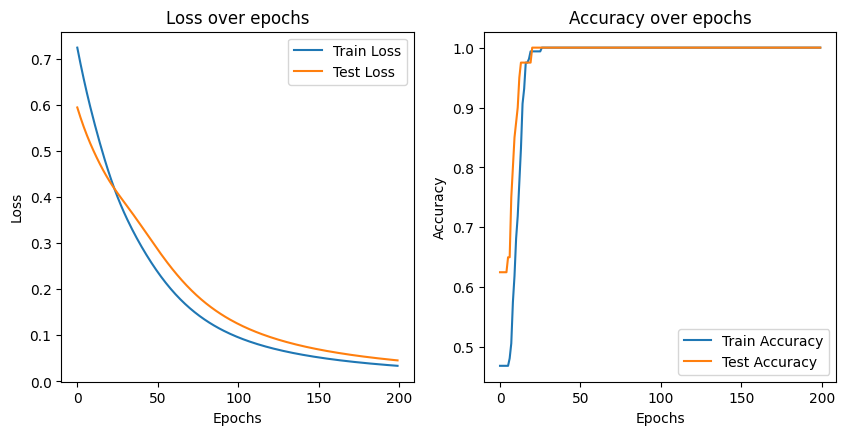 Loss over epochs
0.7
0.6
0.5
0.4
0.3
0.2
0.1
0.0
Loss
0
50
100
150
200
Epochs
Train Loss
Test Loss
Accuracy over epochs
1.0
0.9
0.8
0.7
0.6
0.5
Accuracy
0
50
100
150
200
Epochs
Train Accuracy
Test Accuracy